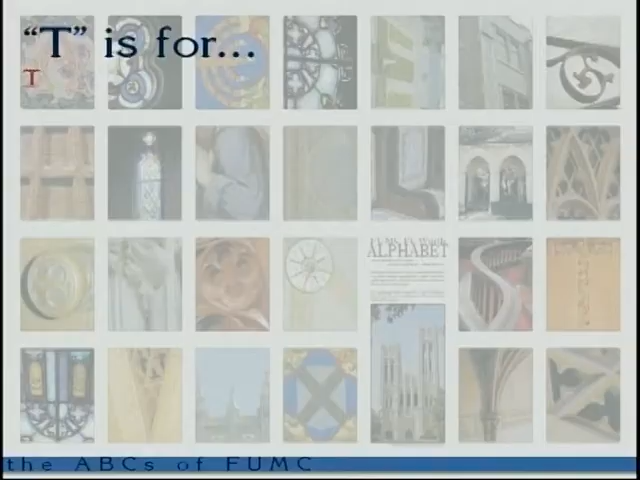 “T” is for...
T
ALPHABET
the ABCs of FUMC